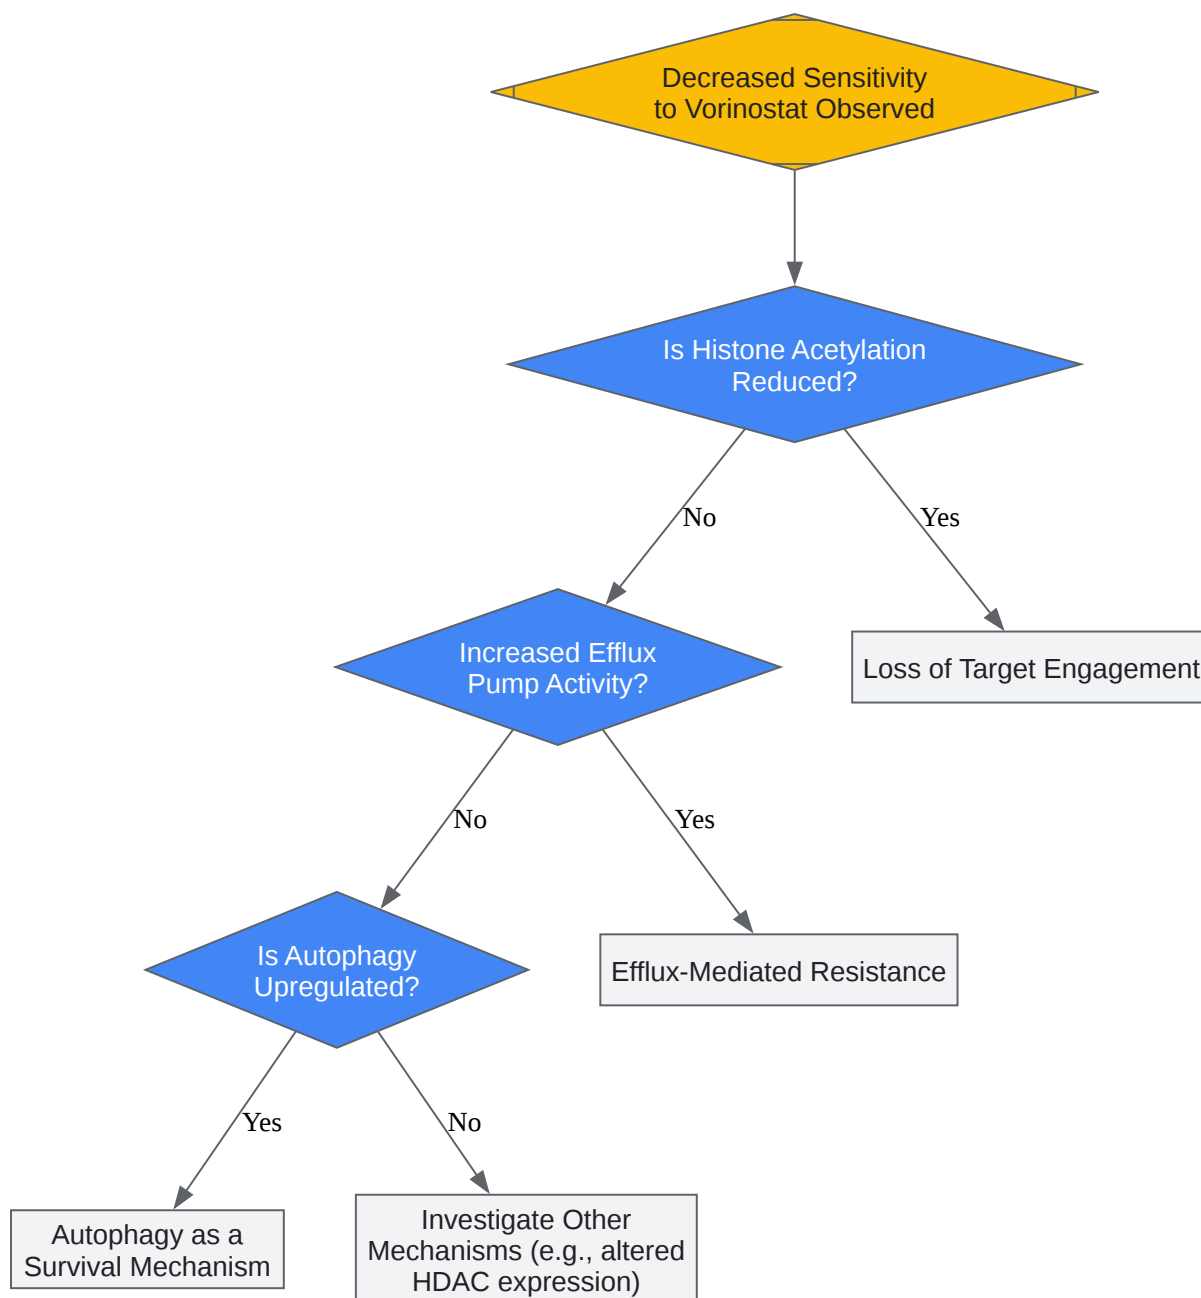 Decreased Sensitivity
to Vorinostat Observed
Is Histone Acetylation
Reduced?
No
Yes
Increased Efflux
Pump Activity?
Loss of Target Engagement
No
Yes
Is Autophagy
Upregulated?
Efflux-Mediated Resistance
Yes
No
Autophagy as a
Survival Mechanism
Investigate Other
Mechanisms (e.g., altered
HDAC expression)